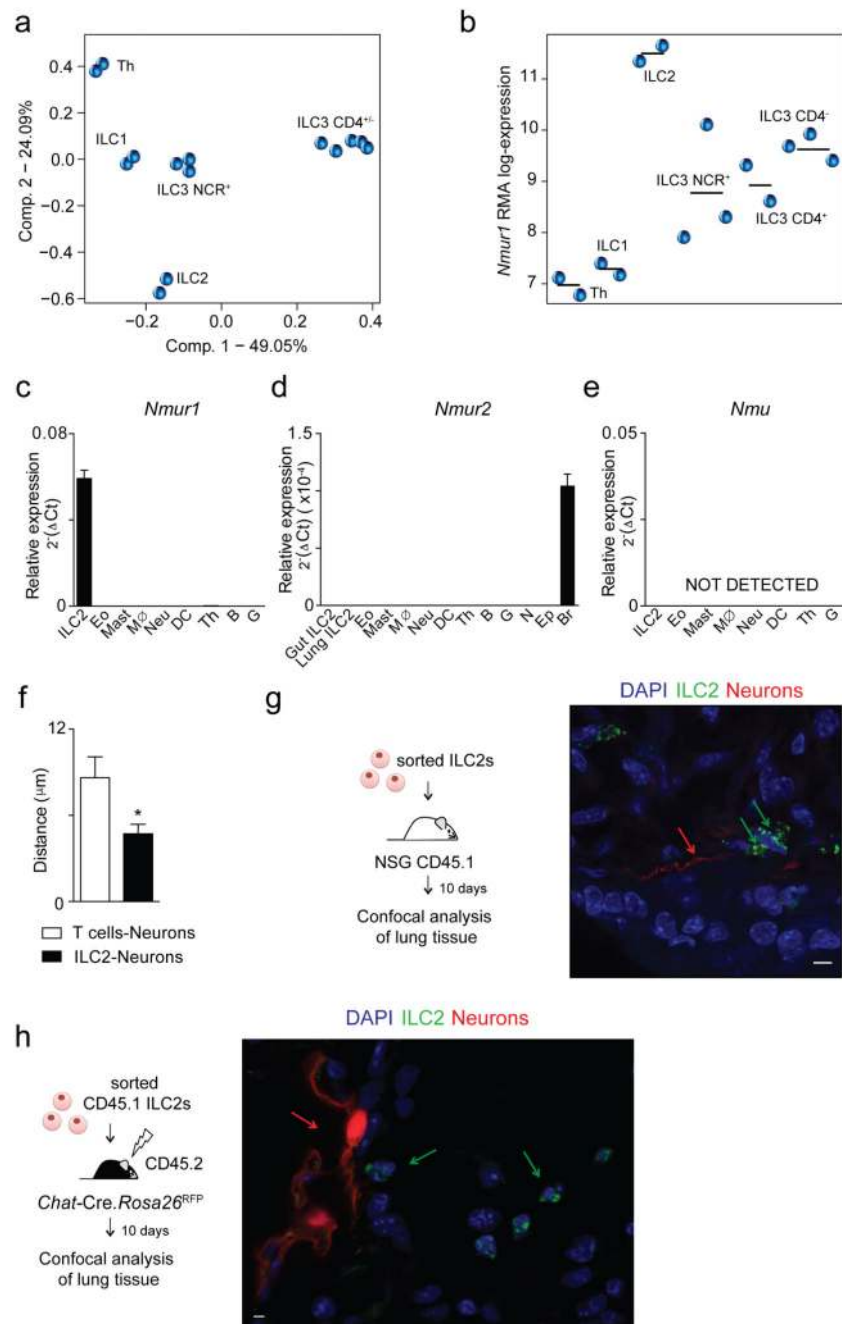 a
0.4
0.2
0.0
−0.2
−0.4
−0.6
Comp. 2 − 24.09%
Th
ILC1
ILC3 NCR⁺
ILC3 CD4⁺/⁻
ILC2
−0.2
0.0
0.2
0.4
Comp. 1 − 49.05%
b
11
10
9
8
7
Nmur1 RMA log-expression
ILC2
ILC3 CD4⁻
ILC3 NCR⁺
ILC3 CD4⁺
ILC1
Th
c
Nmur1
0.08
0
Relative expression
2⁻(ΔCt)
ILC2 Eo Mast MØ Neu DC Th B G
d
Nmur2
1.5
0
Relative expression
2⁻(ΔCt) ( x10⁻⁴)
Gut ILC2 Lung ILC2 Eo Mast MØ Neu DC Th B G N Ep Br
e
Nmu
0.05
0
Relative expression
2⁻(ΔCt)
NOT DETECTED
ILC2 Eo Mast MØ Neu DC Th G
f
12
0
Distance (µm)
*
T cells-Neurons
ILC2-Neurons
g
sorted ILC2s
NSG CD45.1
10 days
Confocal analysis
of lung tissue
DAPI ILC2 Neurons
h
sorted
CD45.1 ILC2s
CD45.2
Chat-Cre.Rosa26ᴿᶠᴾ
10 days
Confocal analysis
of lung tissue
DAPI ILC2 Neurons